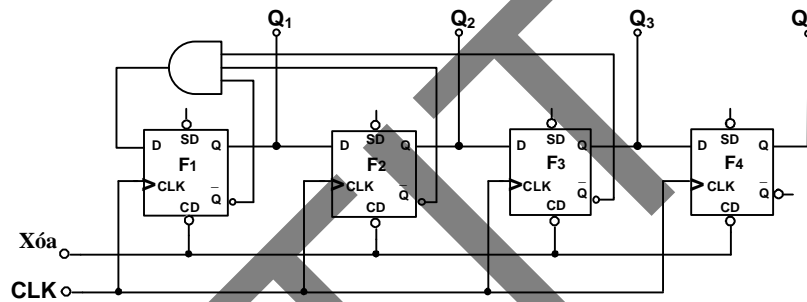 Q1 Q2 Q3 Q
SD SD SD SD
D Q D Q D Q D Q
F1 F2 F3 F4
CLK CLK CLK CLK
Q̅ Q̅ Q̅ Q̅
CD CD CD CD
Xóa
CLK